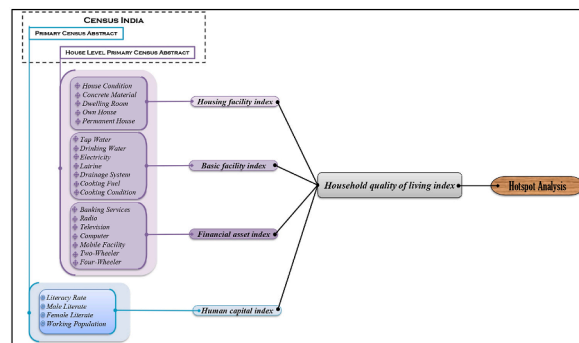 CENSUS INDIA
PRIMARY CENSUS ABSTRACT
HOUSE LEVEL PRIMARY CENSUS ABSTRACT
House Condition
Concrete Material
Dwelling Room
Own House
Permanent House
Housing facility index
Tap Water
Drinking Water
Electricity
Latrine
Drainage System
Cooking Fuel
Cooking Condition
Basic facility index
Household quality of living index
Hotspot Analysis
Banking Services
Radio
Television
Computer
Mobile Facility
Two-Wheeler
Four-Wheeler
Financial asset index
Literacy Rate
Male Literate
Female Literate
Working Population
Human capital index